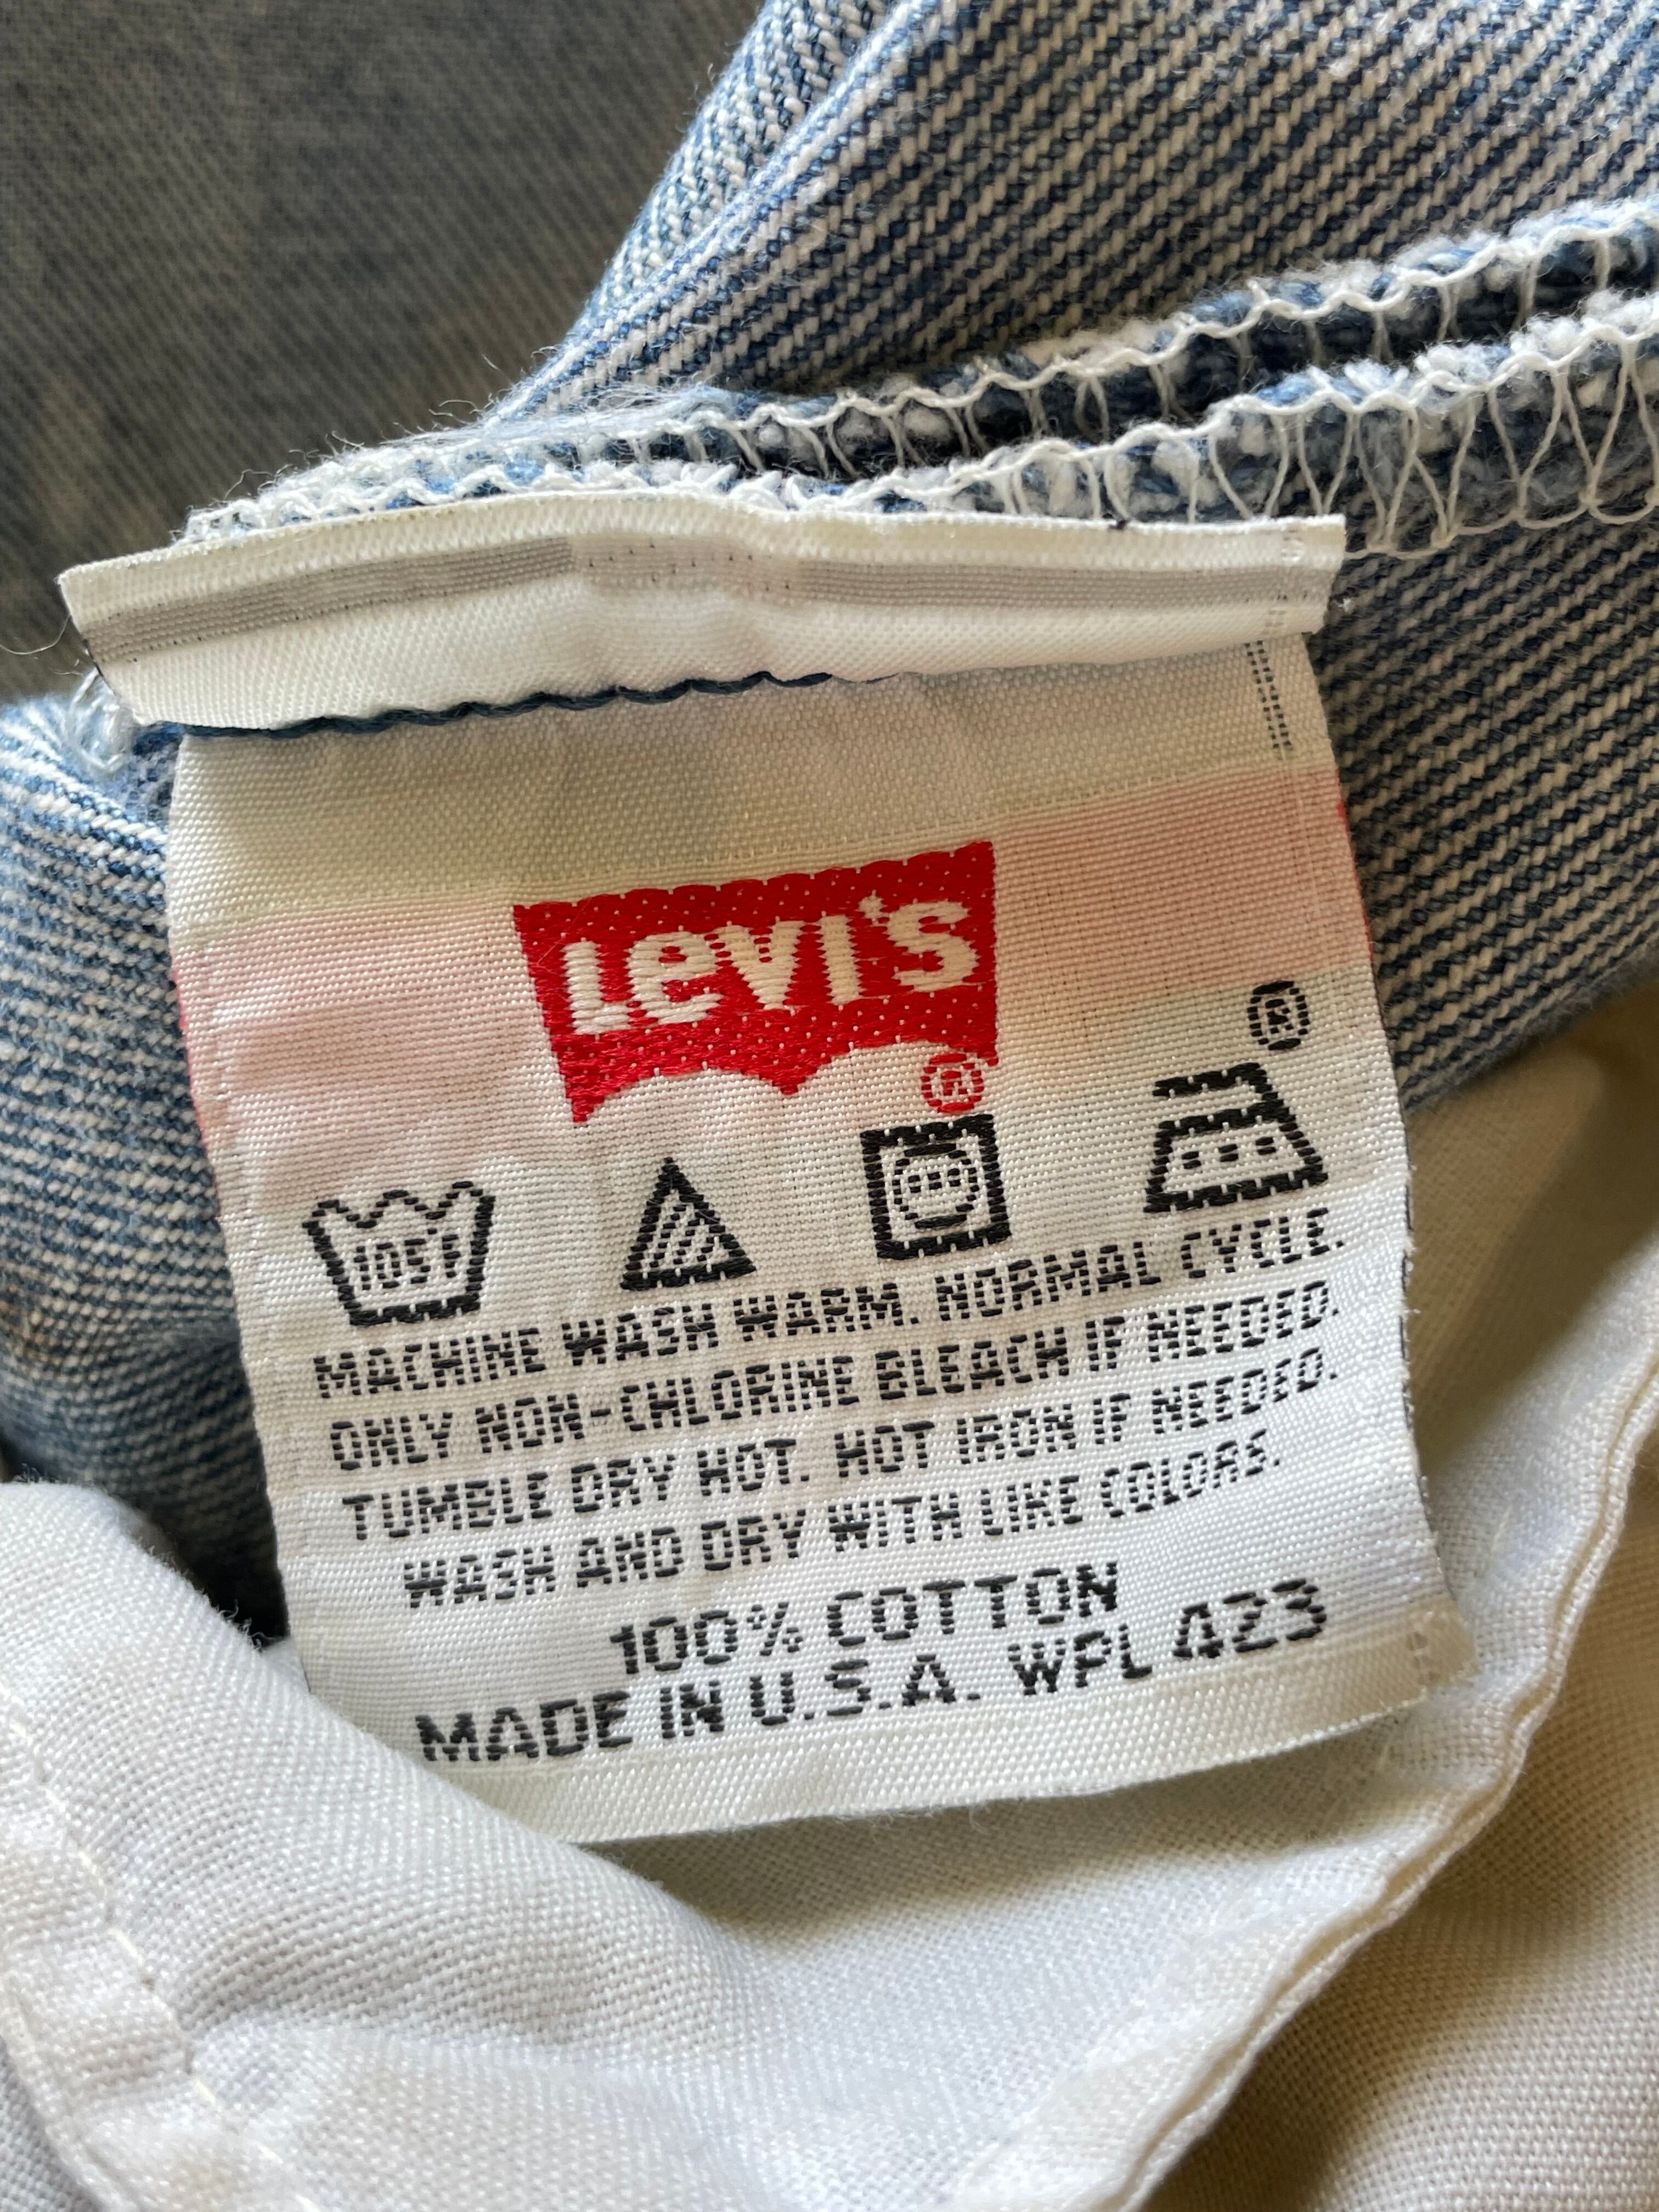 Levi's ®
®
105F
MACHINE WASH WARM. NORMAL CYCLE.
ONLY NON-CHLORINE BLEACH IF NEEDED.
TUMBLE DRY HOT. HOT IRON IF NEEDED.
WASH AND DRY WITH LIKE COLORS.
100% COTTON
MADE IN U.S.A. WPL 423